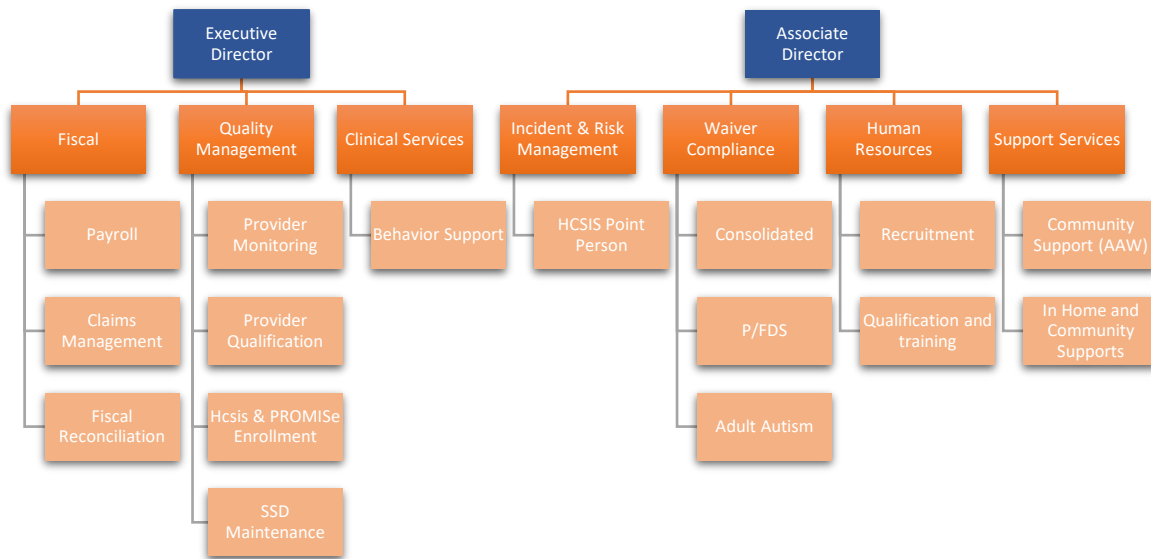 Executive
Director
Associate
Director
Fiscal
Quality
Management
Clinical Services
Incident & Risk
Management
Waiver
Compliance
Human
Resources
Support Services
Payroll
Claims
Management
Fiscal
Reconciliation
Provider
Monitoring
Provider
Qualification
Hcsis & PROMISe
Enrollment
SSD
Maintenance
Behavior Support
HCSIS Point
Person
Consolidated
P/FDS
Adult Autism
Recruitment
Qualification and
training
Community
Support (AAW)
In Home and
Community
Supports